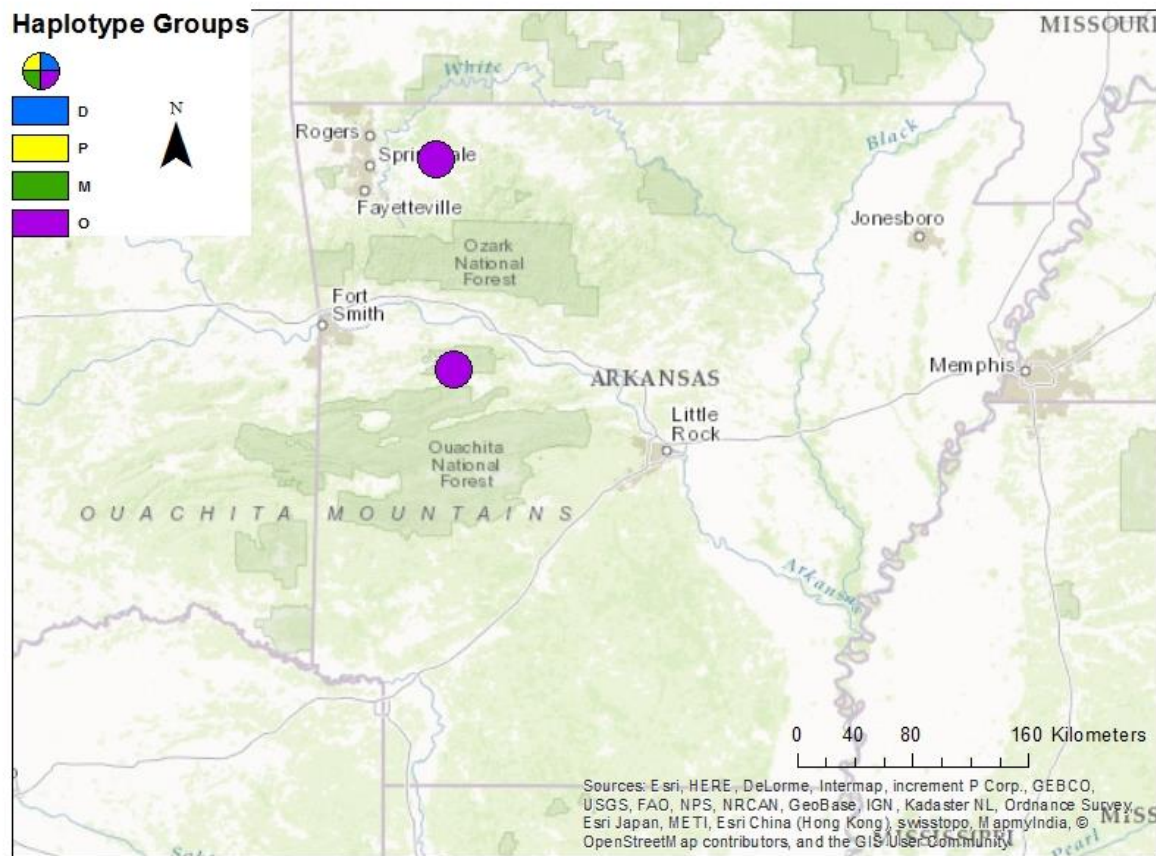 Haplotype Groups
D
P
M
O
N
MISSOURI
White
Black
Rogers
Fayetteville
Jonesboro
Ozark
National
Forest
Fort
Smith
Memphis
ARKANSAS
Little
Rock
Ouachita
National
Forest
OUACHITA MOUNTAINS
Arkansas
0 40 80 160 Kilometers
Sources: Esri, HERE, DeLorme, Intermap, increment P Corp., GEBCO,
USGS, FAO, NPS, NRCAN, GeoBase, IGN, Kadaster NL, Ordnance Survey,
Esri Japan, METI, Esri China (Hong Kong), swisstopo, MapmyIndia, ©
OpenStreetMap contributors, and the GIS User Community
MISSISSIPPI
Pearl